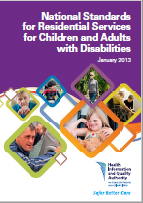 National Standards
for Residential Services
for Children and Adults
with Disabilities
January 2013
Health
Information
and Quality
Authority
Safer Better Care